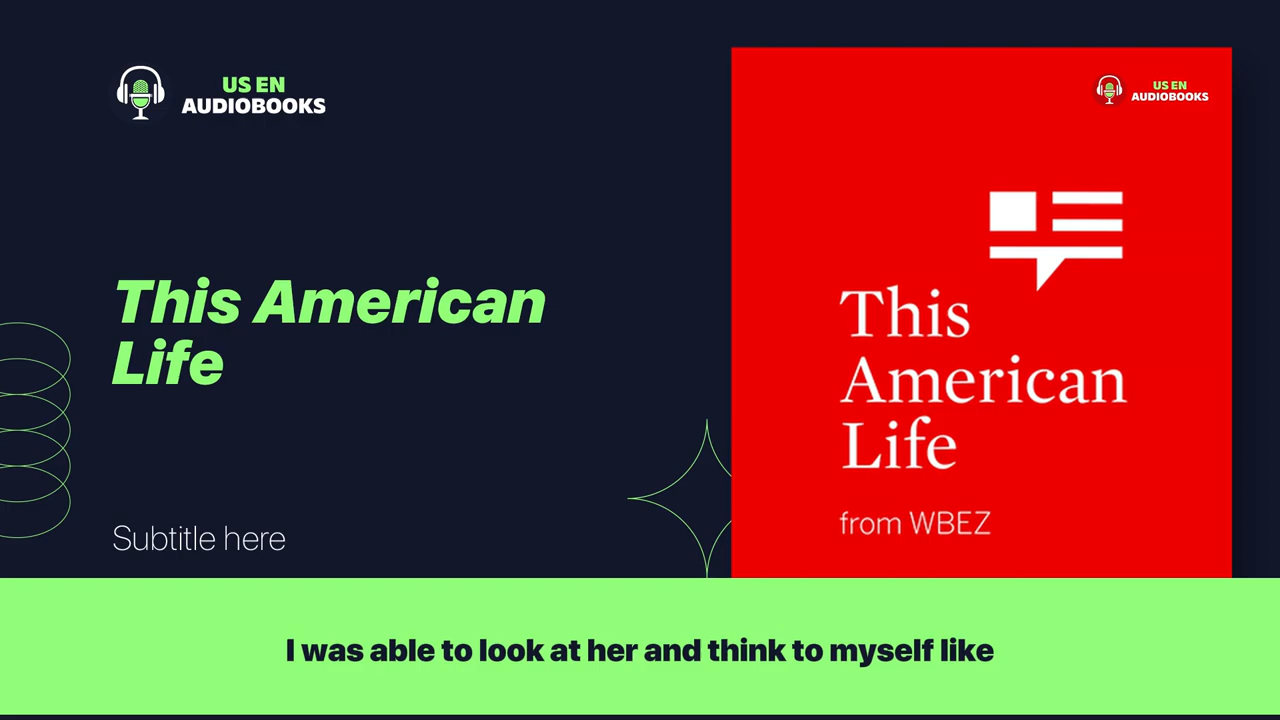 US EN
AUDIOBOOKS
This American
Life
Subtitle here
US EN
AUDIOBOOKS
This
American
Life
from WBEZ
I was able to look at her and think to myself like